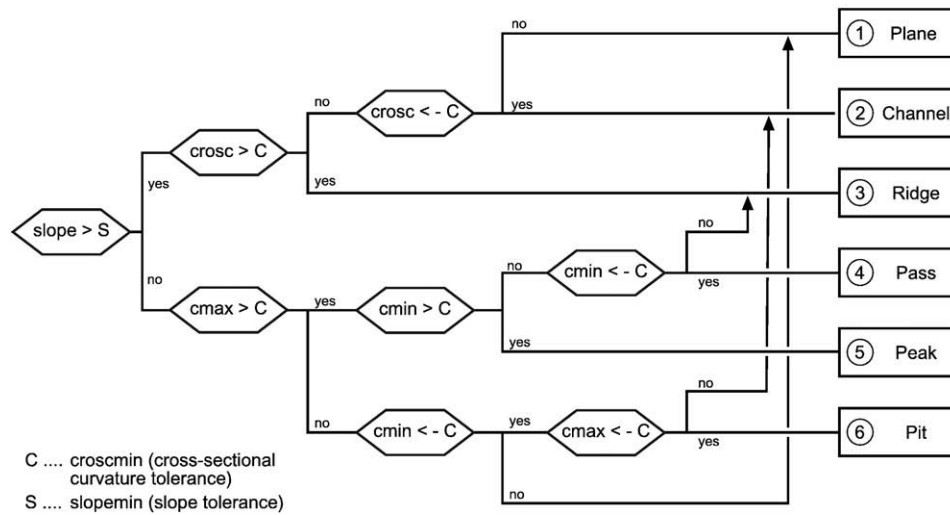 no
① Plane
no
crosc < - C
yes
② Channel
crosc > C
yes
yes
③ Ridge
slope > S
no
no
no
cmin < - C
yes
④ Pass
cmax > C
yes
cmin > C
yes
⑤ Peak
no
no
cmin < - C
yes
cmax < - C
yes
⑥ Pit
no
C .... croscmin (cross-sectional
curvature tolerance)
S .... slopemin (slope tolerance)